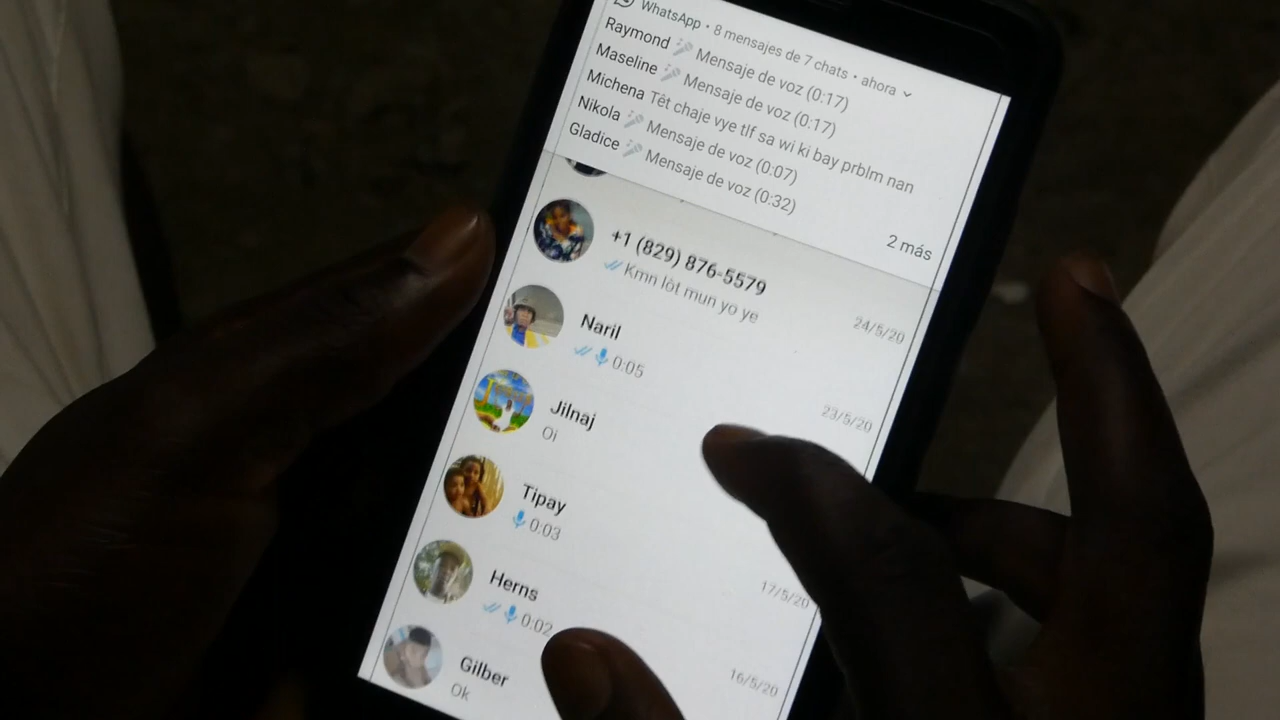 WhatsApp • 8 mensajes de 7 chats • ahora
Raymond Mensaje de voz (0:17)
Maseline Mensaje de voz (0:17)
Michena Têt chaje vye tlf sa wi ki bay prblm nan
Nikola Mensaje de voz (0:07)
Gladice Mensaje de voz (0:32)
2 más
+1 (829) 876-5579
Kmn lòt mun yo ye
24/5/20
Naril
0:05
23/5/20
Jilnaj
Oi
Tipay
0:03
17/5/20
Herns
0:02
16/5/20
Gilber
Ok